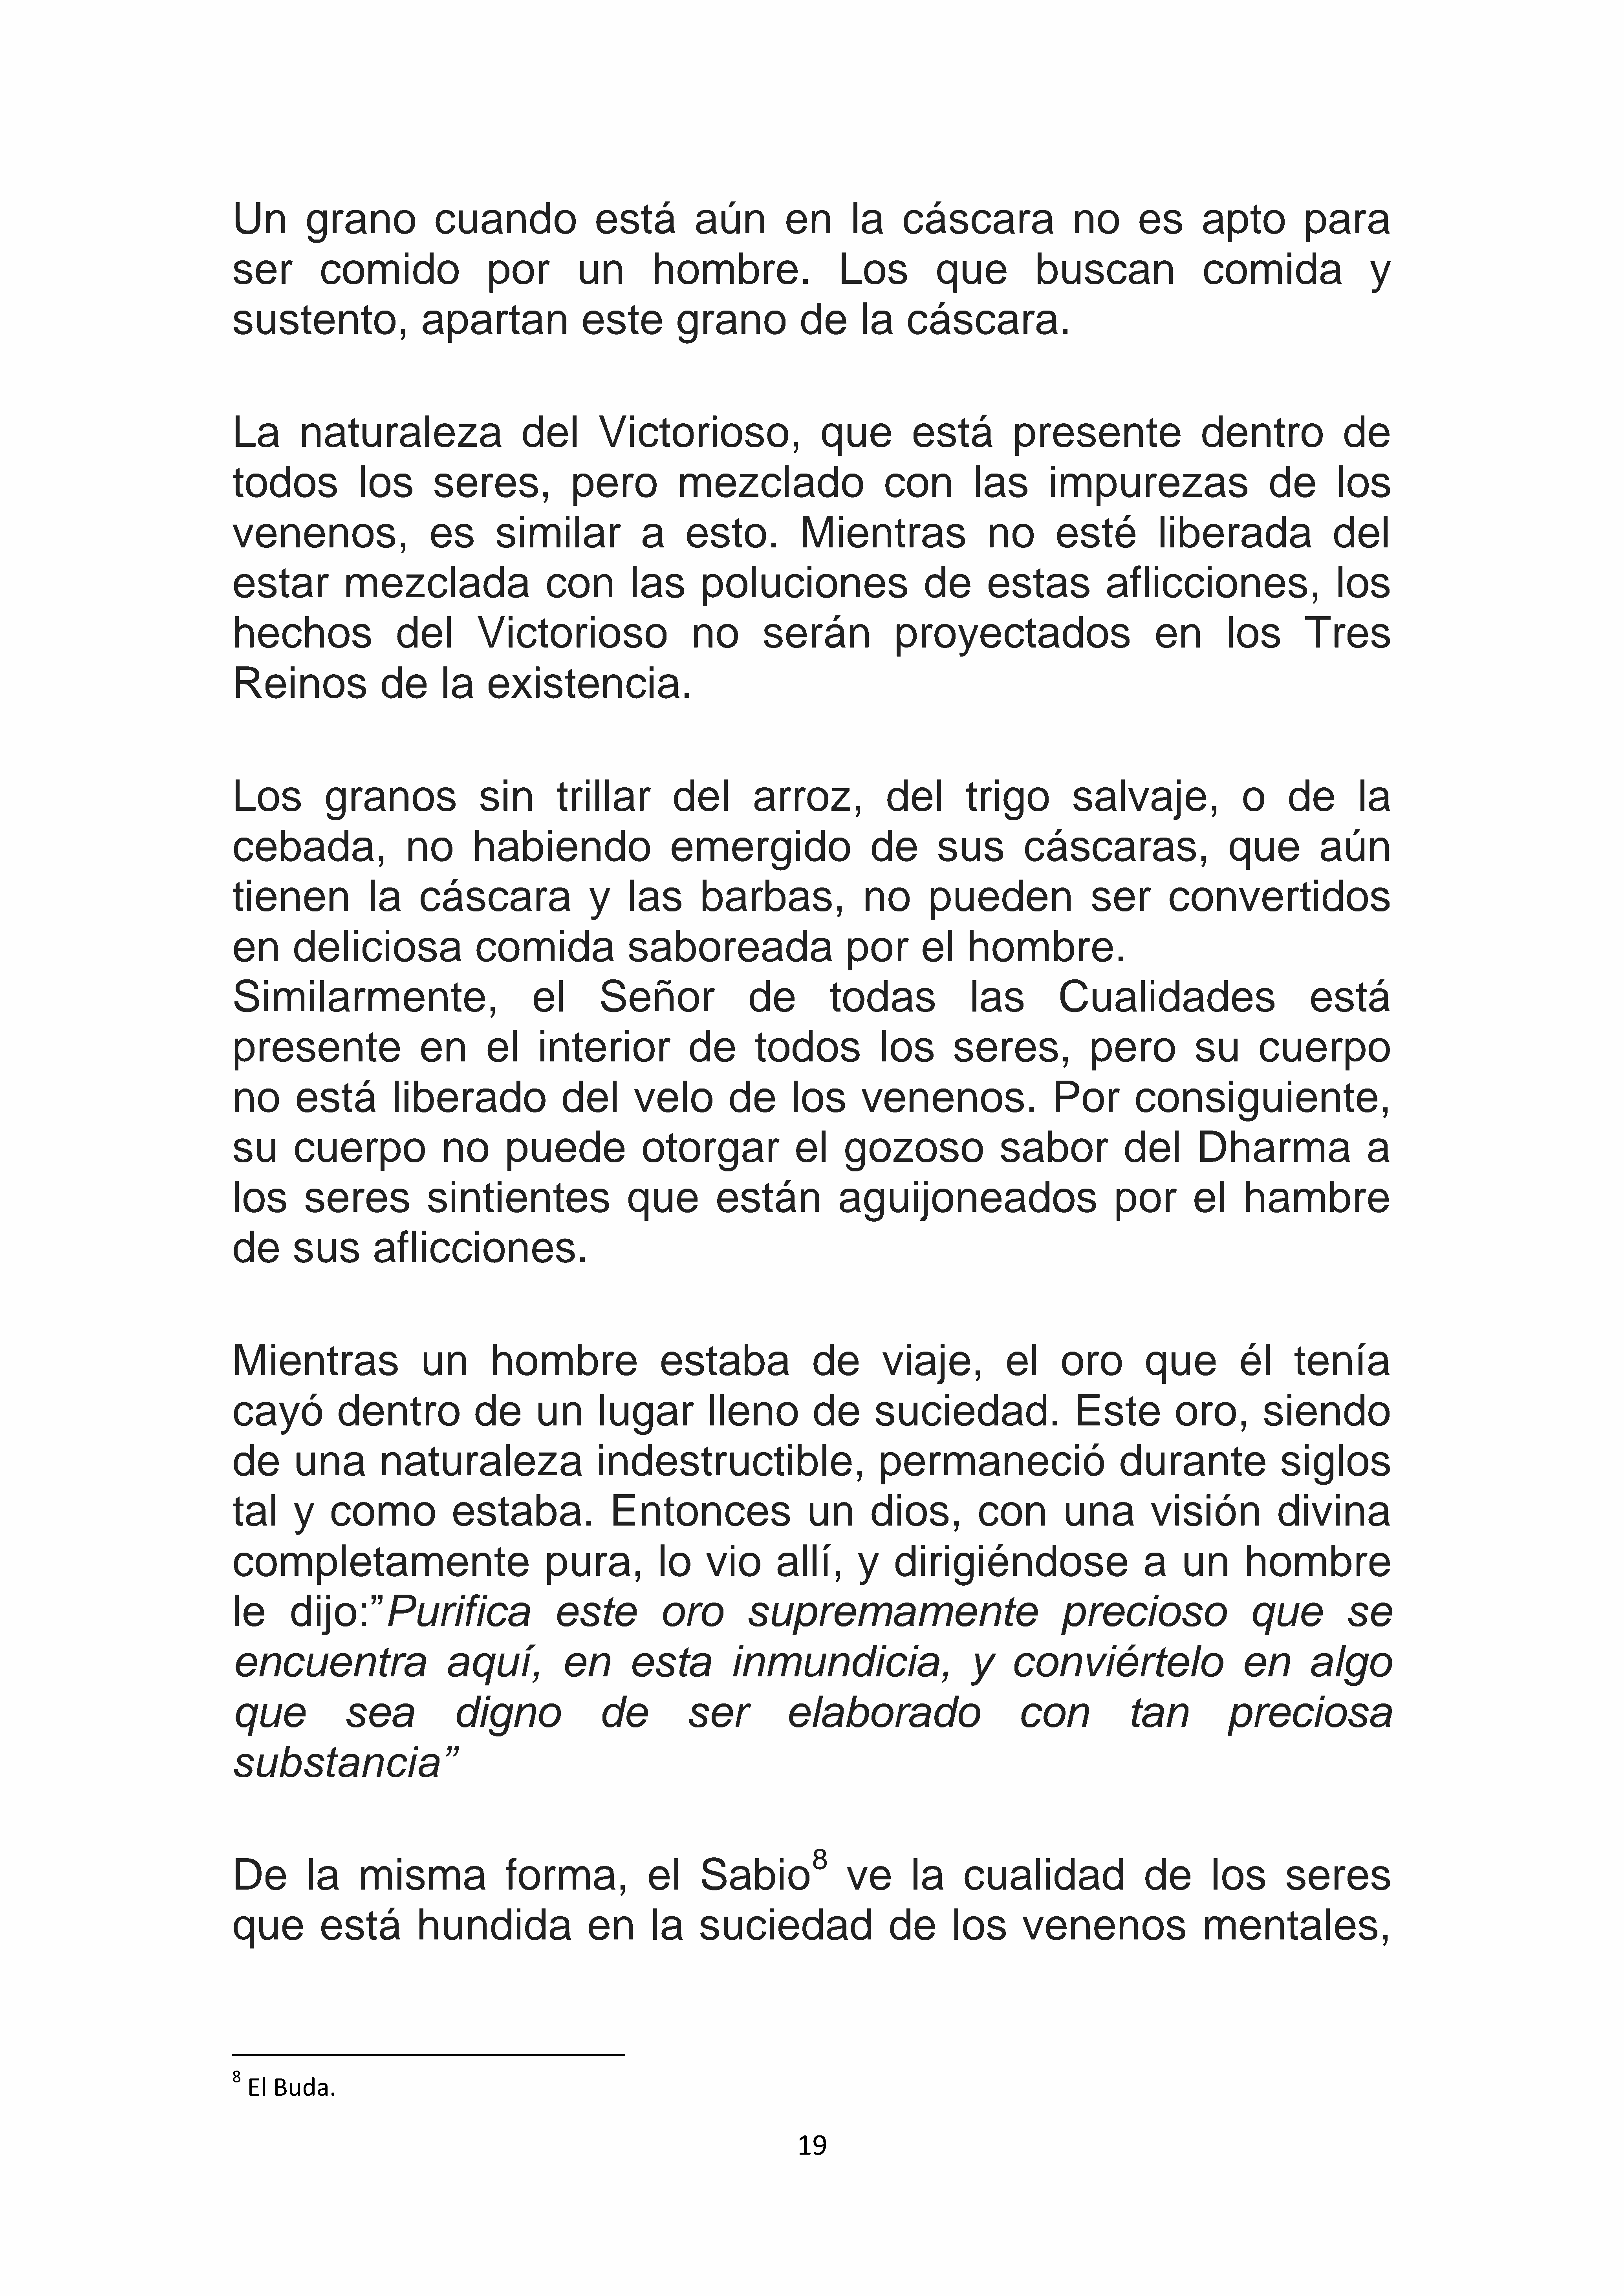 Un grano cuando está aún en la cáscara no es apto para
ser comido por un hombre. Los que buscan comida y
sustento, apartan este grano de la cáscara.
La naturaleza del Victorioso, que está presente dentro de
todos los seres, pero mezclado con las impurezas de los
venenos, es similar a esto. Mientras no esté liberada del
estar mezclada con las poluciones de estas aflicciones, los
hechos del Victorioso no serán proyectados en los Tres
Reinos de la existencia.
Los granos sin trillar del arroz, del trigo salvaje, o de la
cebada, no habiendo emergido de sus cáscaras, que aún
tienen la cáscara y las barbas, no pueden ser convertidos
en deliciosa comida saboreada por el hombre.
Similarmente, el Señor de todas las Cualidades está
presente en el interior de todos los seres, pero su cuerpo
no está liberado del velo de los venenos. Por consiguiente,
su cuerpo no puede otorgar el gozoso sabor del Dharma a
los seres sintientes que están aguijoneados por el hambre
de sus aflicciones.
Mientras un hombre estaba de viaje, el oro que él tenía
cayó dentro de un lugar lleno de suciedad. Este oro, siendo
de una naturaleza indestructible, permaneció durante siglos
tal y como estaba. Entonces un dios, con una visión divina
completamente pura, lo vio allí, y dirigiéndose a un hombre
le dijo:”Purifica este oro supremamente precioso que se
encuentra aquí, en esta inmundicia, y conviértelo en algo
que sea digno de ser elaborado con tan preciosa
substancia”
De la misma forma, el Sabio⁸ ve la cualidad de los seres
que está hundida en la suciedad de los venenos mentales,
⁸ El Buda.
19